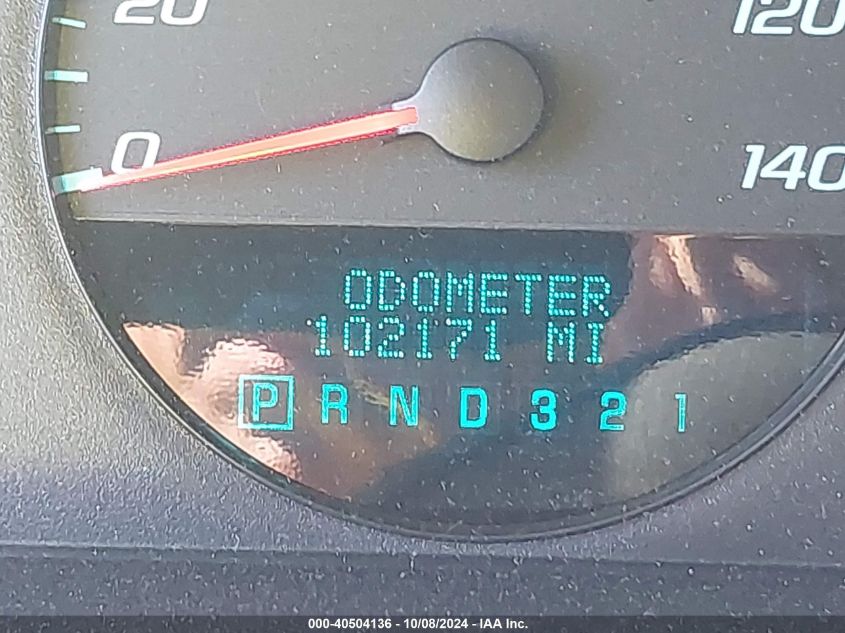 20
120
0
140
ODOMETER
102171 MI
P R N D 3 2 1
000-40504136 - 10/08/2024 - IAA Inc.